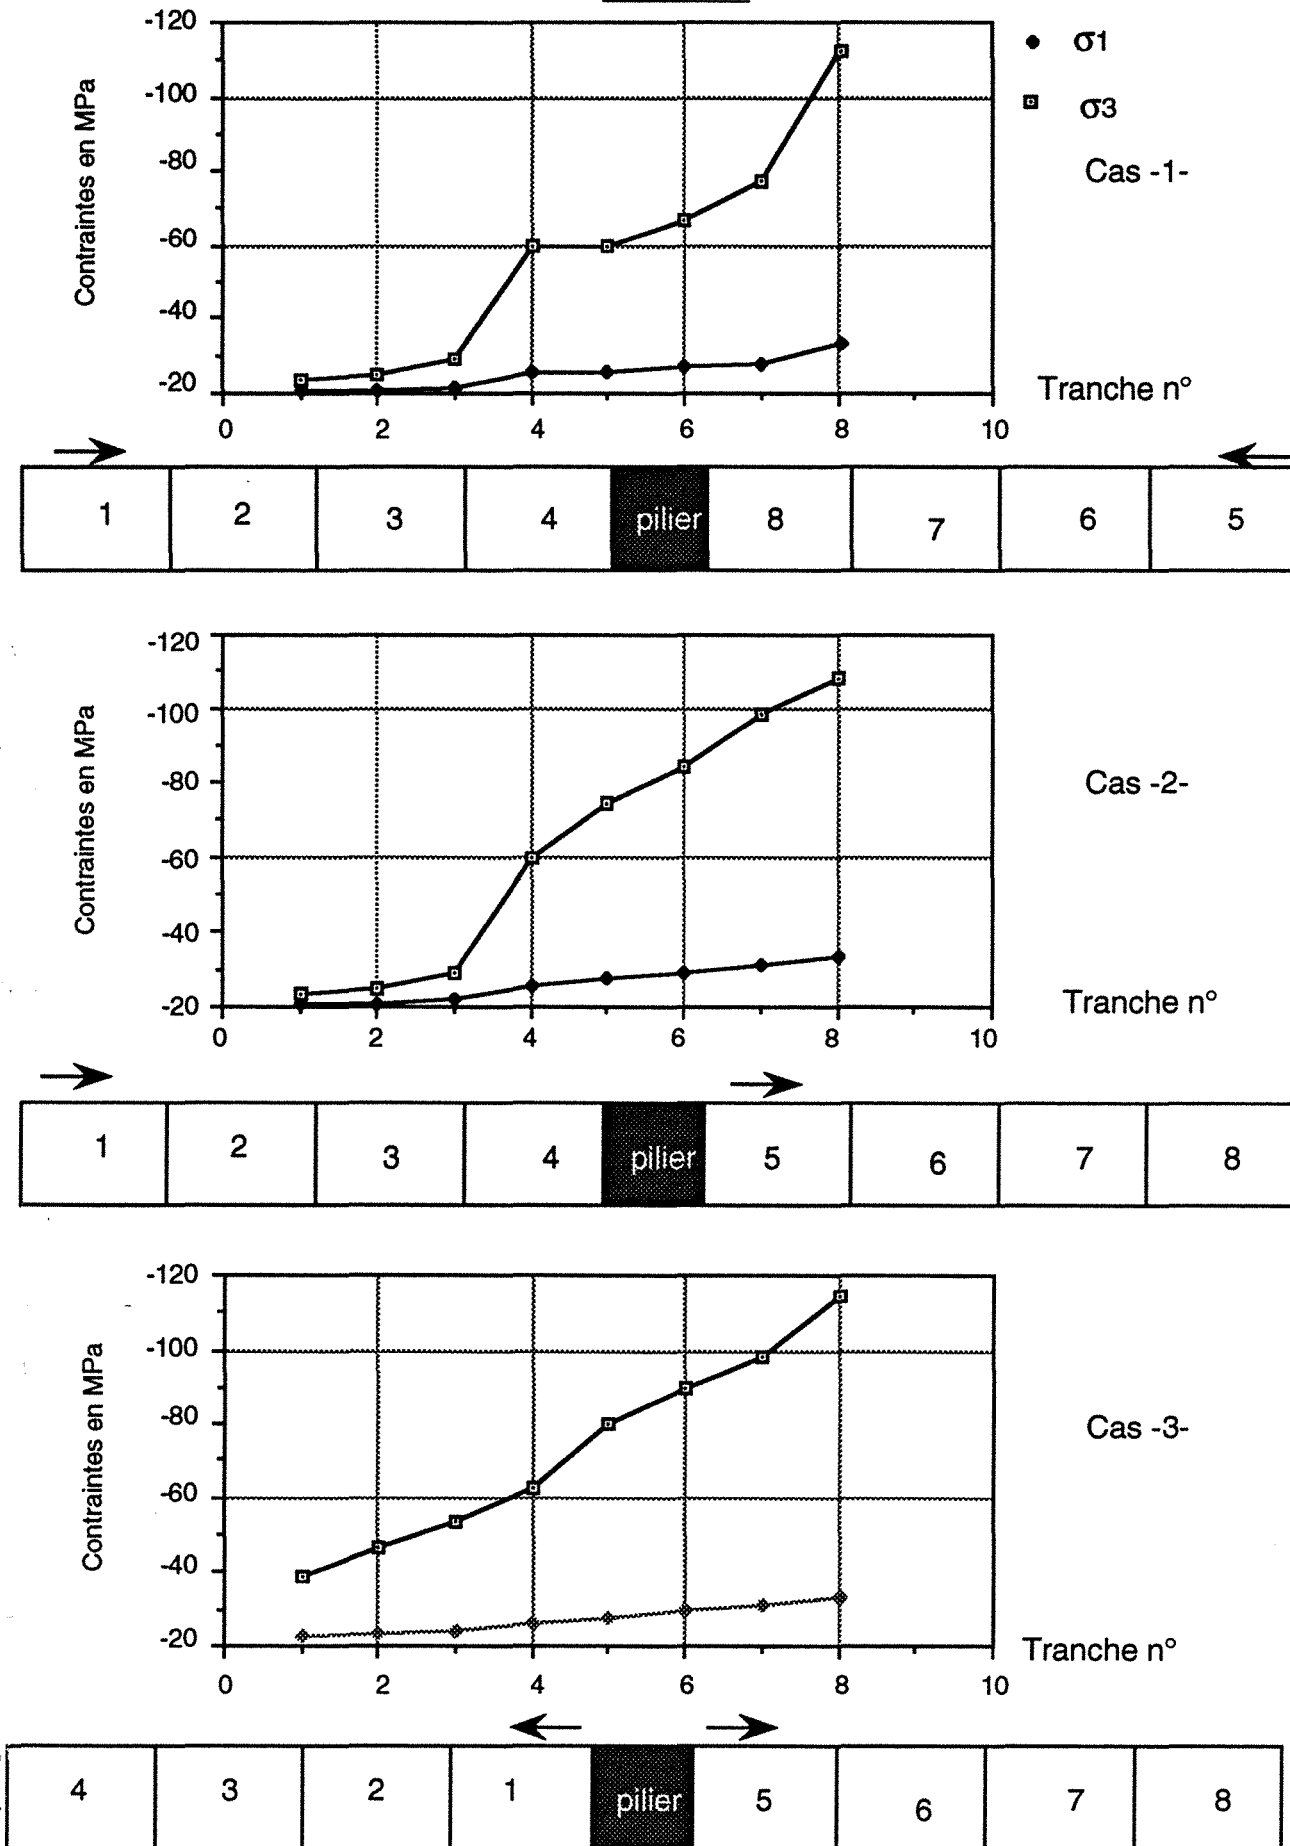 -120
-100
-80
-60
-40
-20
Contraintes en MPa
σ1
σ3
Cas -1-
0 2 4 6 8 10
Tranche n°
1 2 3 4 pilier 8 7 6 5
-120
-100
-80
-60
-40
-20
Contraintes en MPa
Cas -2-
0 2 4 6 8 10
Tranche n°
1 2 3 4 pilier 5 6 7 8
-120
-100
-80
-60
-40
-20
Contraintes en MPa
Cas -3-
0 2 4 6 8 10
Tranche n°
4 3 2 1 pilier 5 6 7 8